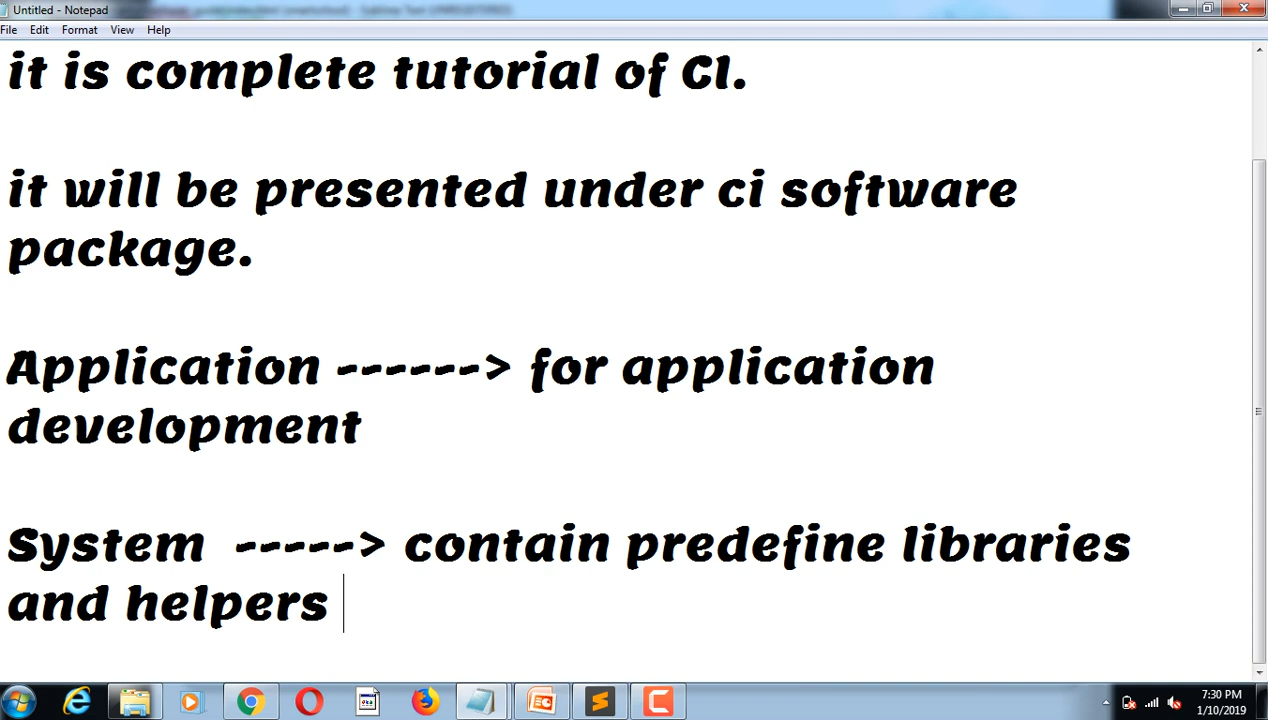 Untitled - Notepad
File Edit Format View Help
it is complete tutorial of CI.
it will be presented under ci software
package.
Application ------> for application
development
System  -----> contain predefine libraries
and helpers
7:30 PM
1/10/2019